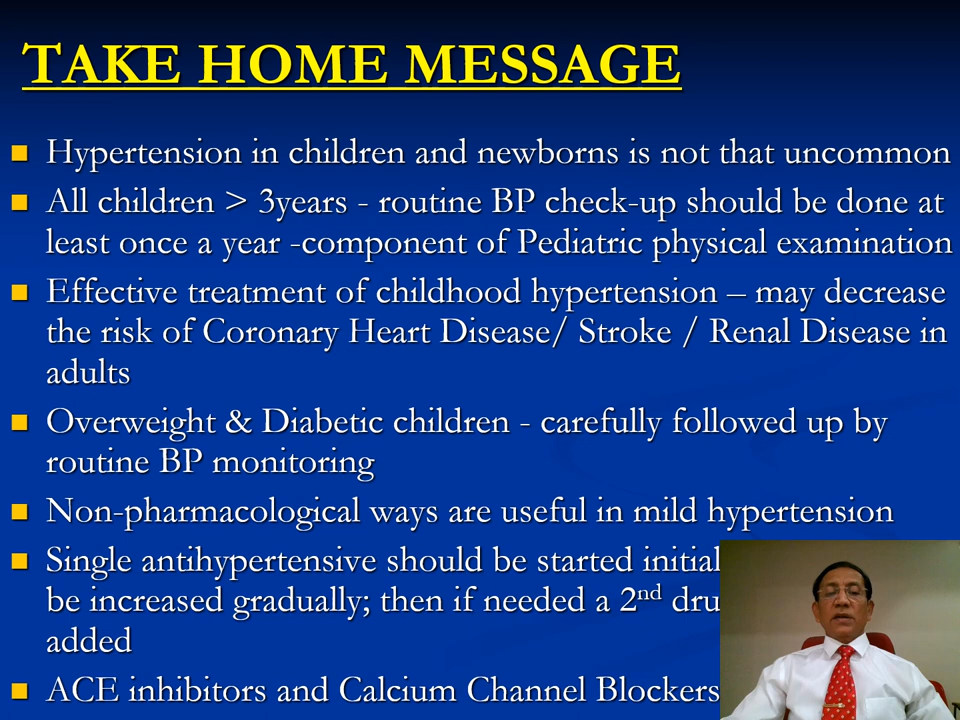 TAKE HOME MESSAGE
Hypertension in children and newborns is not that uncommon
All children > 3years - routine BP check-up should be done at
least once a year -component of Pediatric physical examination
Effective treatment of childhood hypertension – may decrease
the risk of Coronary Heart Disease/ Stroke / Renal Disease in
adults
Overweight & Diabetic children - carefully followed up by
routine BP monitoring
Non-pharmacological ways are useful in mild hypertension
Single antihypertensive should be started
be increased gradually; then if needed a 2nd
added
ACE inhibitors and Calcium Channel Blockers